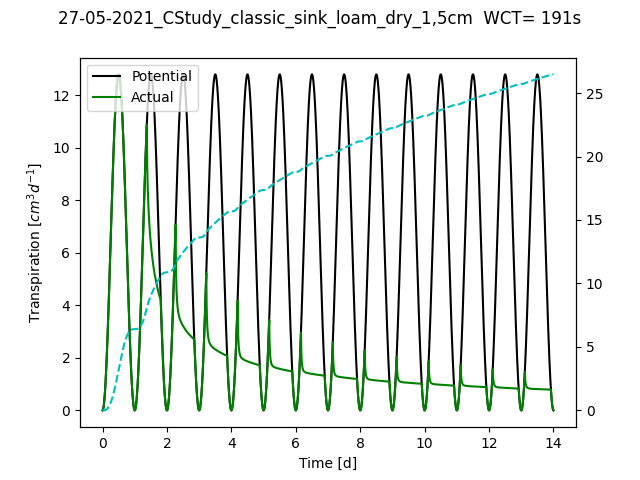 27-05-2021_CStudy_classic_sink_loam_dry_1,5cm  WCT= 191s
Potential
Actual
Transpiration [cm³d⁻¹]
12
10
8
6
4
2
0
25
20
15
10
5
0
0 2 4 6 8 10 12 14
Time [d]